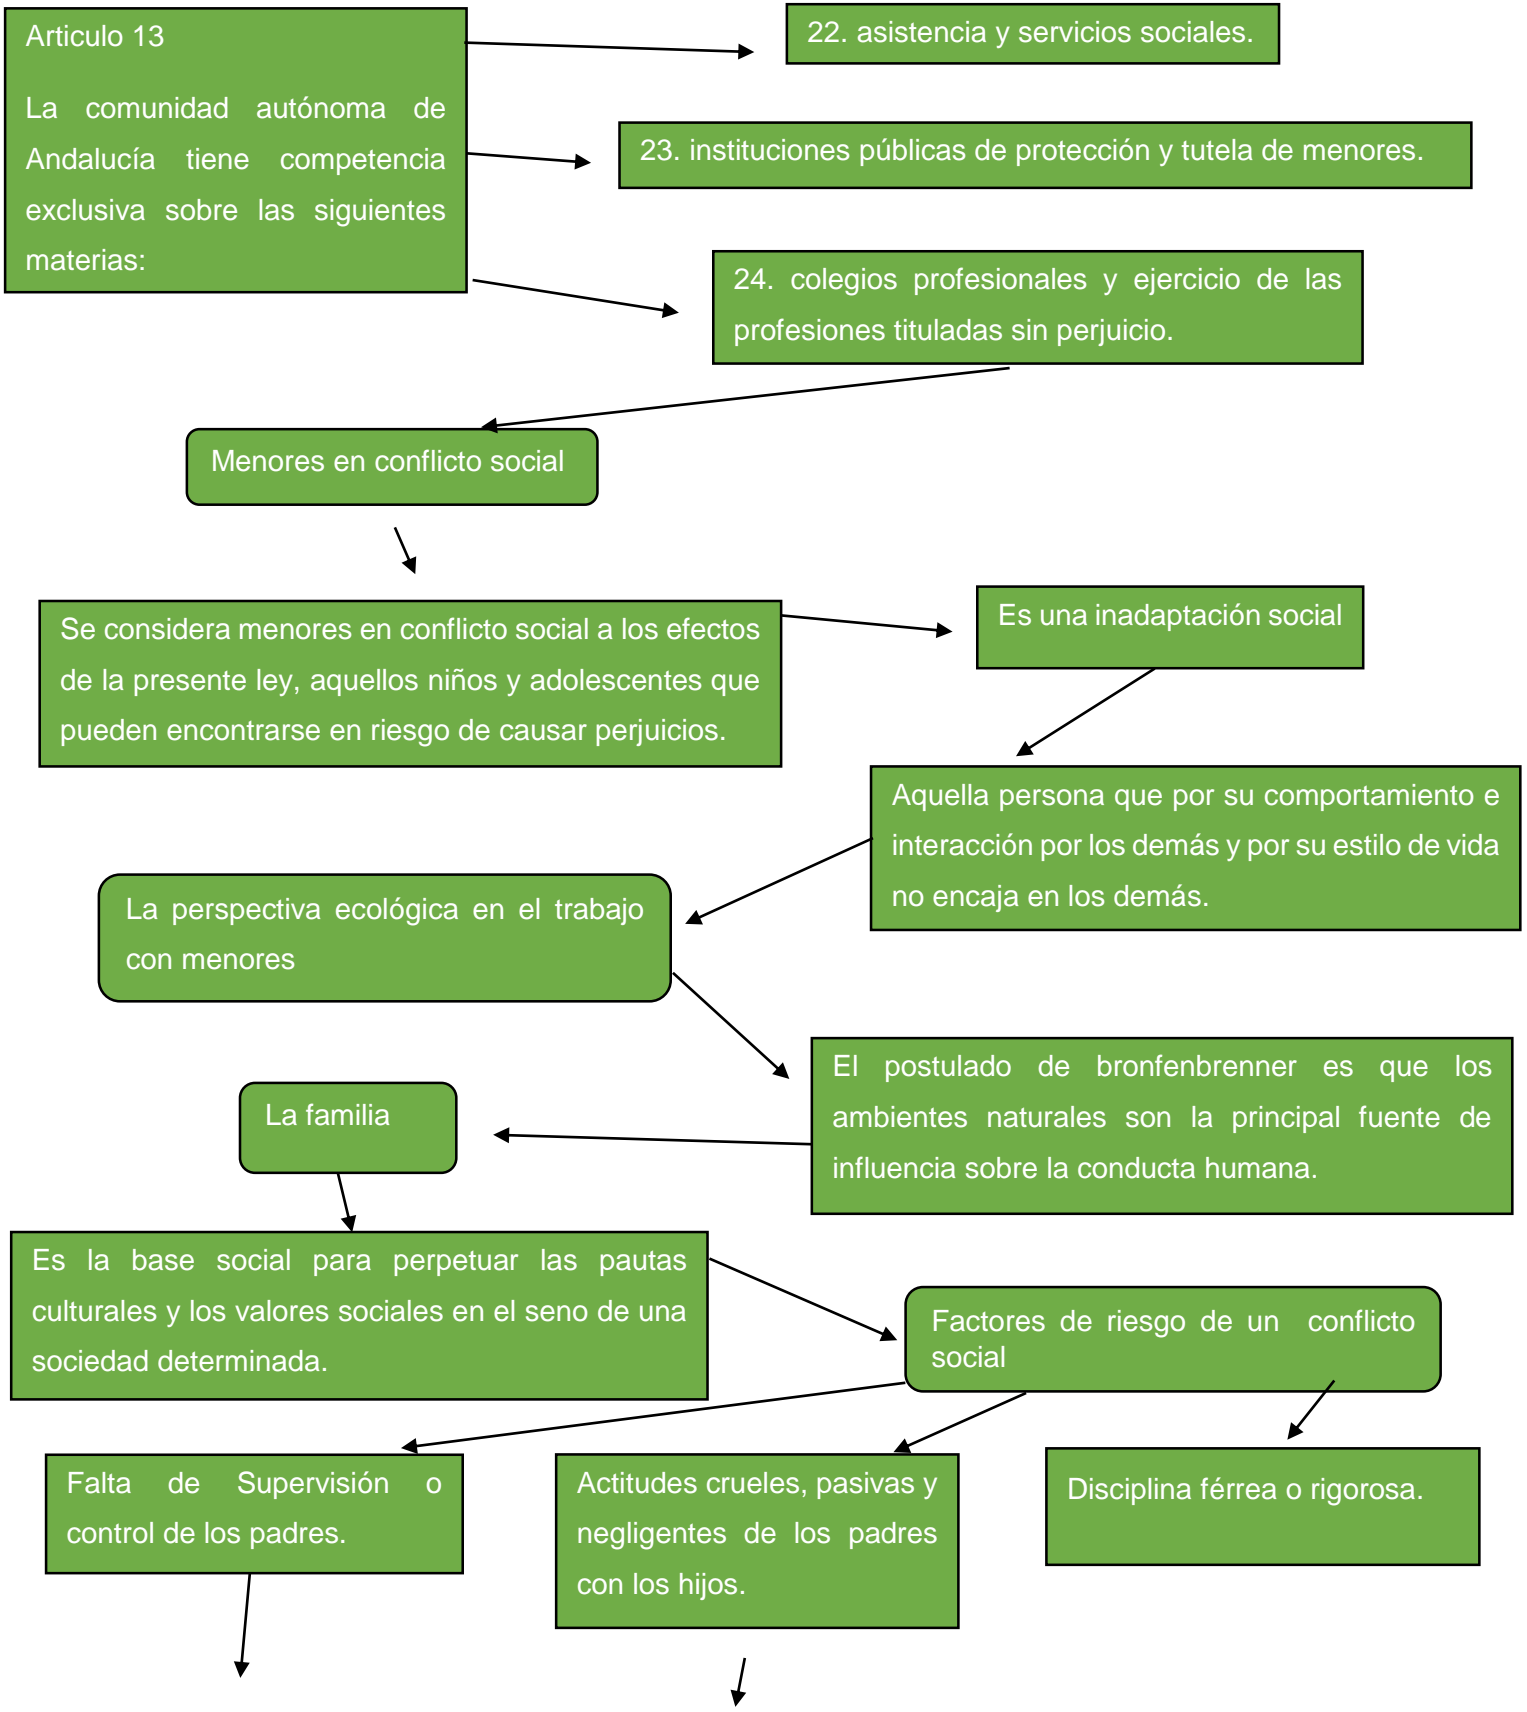 Articulo 13
La comunidad autónoma de
Andalucía tiene competencia
exclusiva sobre las siguientes
materias:
22. asistencia y servicios sociales.
23. instituciones públicas de protección y tutela de menores.
24. colegios profesionales y ejercicio de las
profesiones tituladas sin perjuicio.
Menores en conflicto social
Se considera menores en conflicto social a los efectos
de la presente ley, aquellos niños y adolescentes que
pueden encontrarse en riesgo de causar perjuicios.
Es una inadaptación social
Aquella persona que por su comportamiento e
interacción por los demás y por su estilo de vida
no encaja en los demás.
La perspectiva ecológica en el trabajo
con menores
El postulado de bronfenbrenner es que los
ambientes naturales son la principal fuente de
influencia sobre la conducta humana.
La familia
Es la base social para perpetuar las pautas
culturales y los valores sociales en el seno de una
sociedad determinada.
Factores de riesgo de un conflicto
social
Falta de Supervisión o
control de los padres.
Actitudes crueles, pasivas y
negligentes de los padres
con los hijos.
Disciplina férrea o rigorosa.